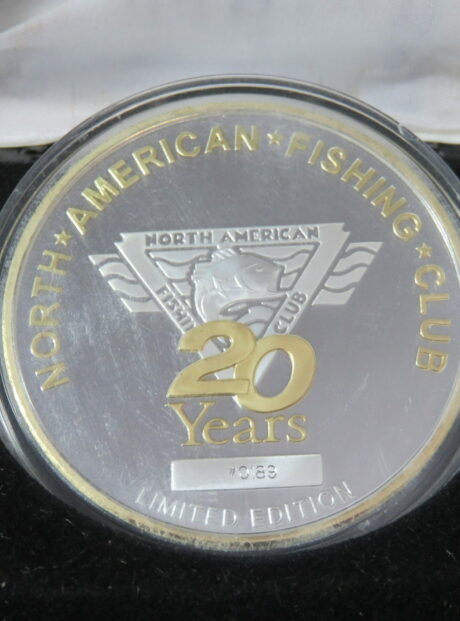 NORTH★AMERICAN★FISHING★CLUB
NORTH AMERICAN
CLUB
20
Years
LIMITED EDITION